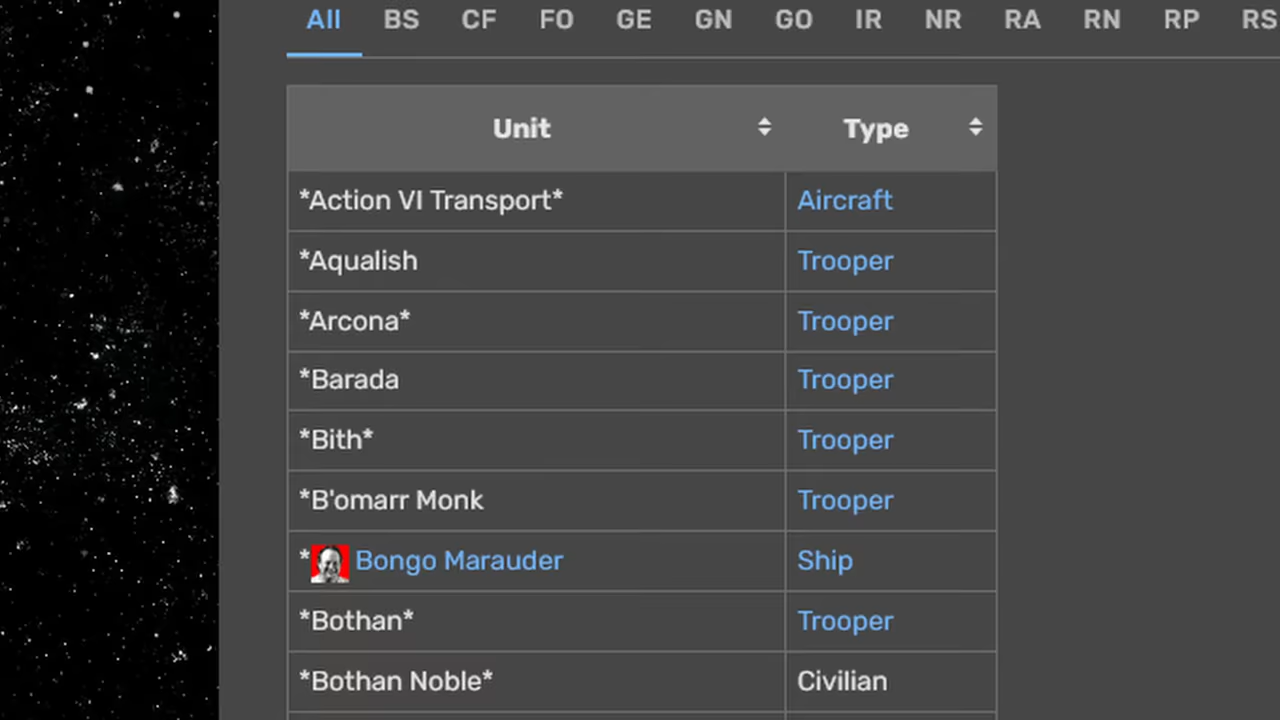 All BS CF FO GE GN GO IR NR RA RN RP RS
Unit Type
*Action VI Transport* Aircraft
*Aqualish Trooper
*Arcona* Trooper
*Barada Trooper
*Bith* Trooper
*B'omarr Monk Trooper
* Bongo Marauder Ship
*Bothan* Trooper
*Bothan Noble* Civilian